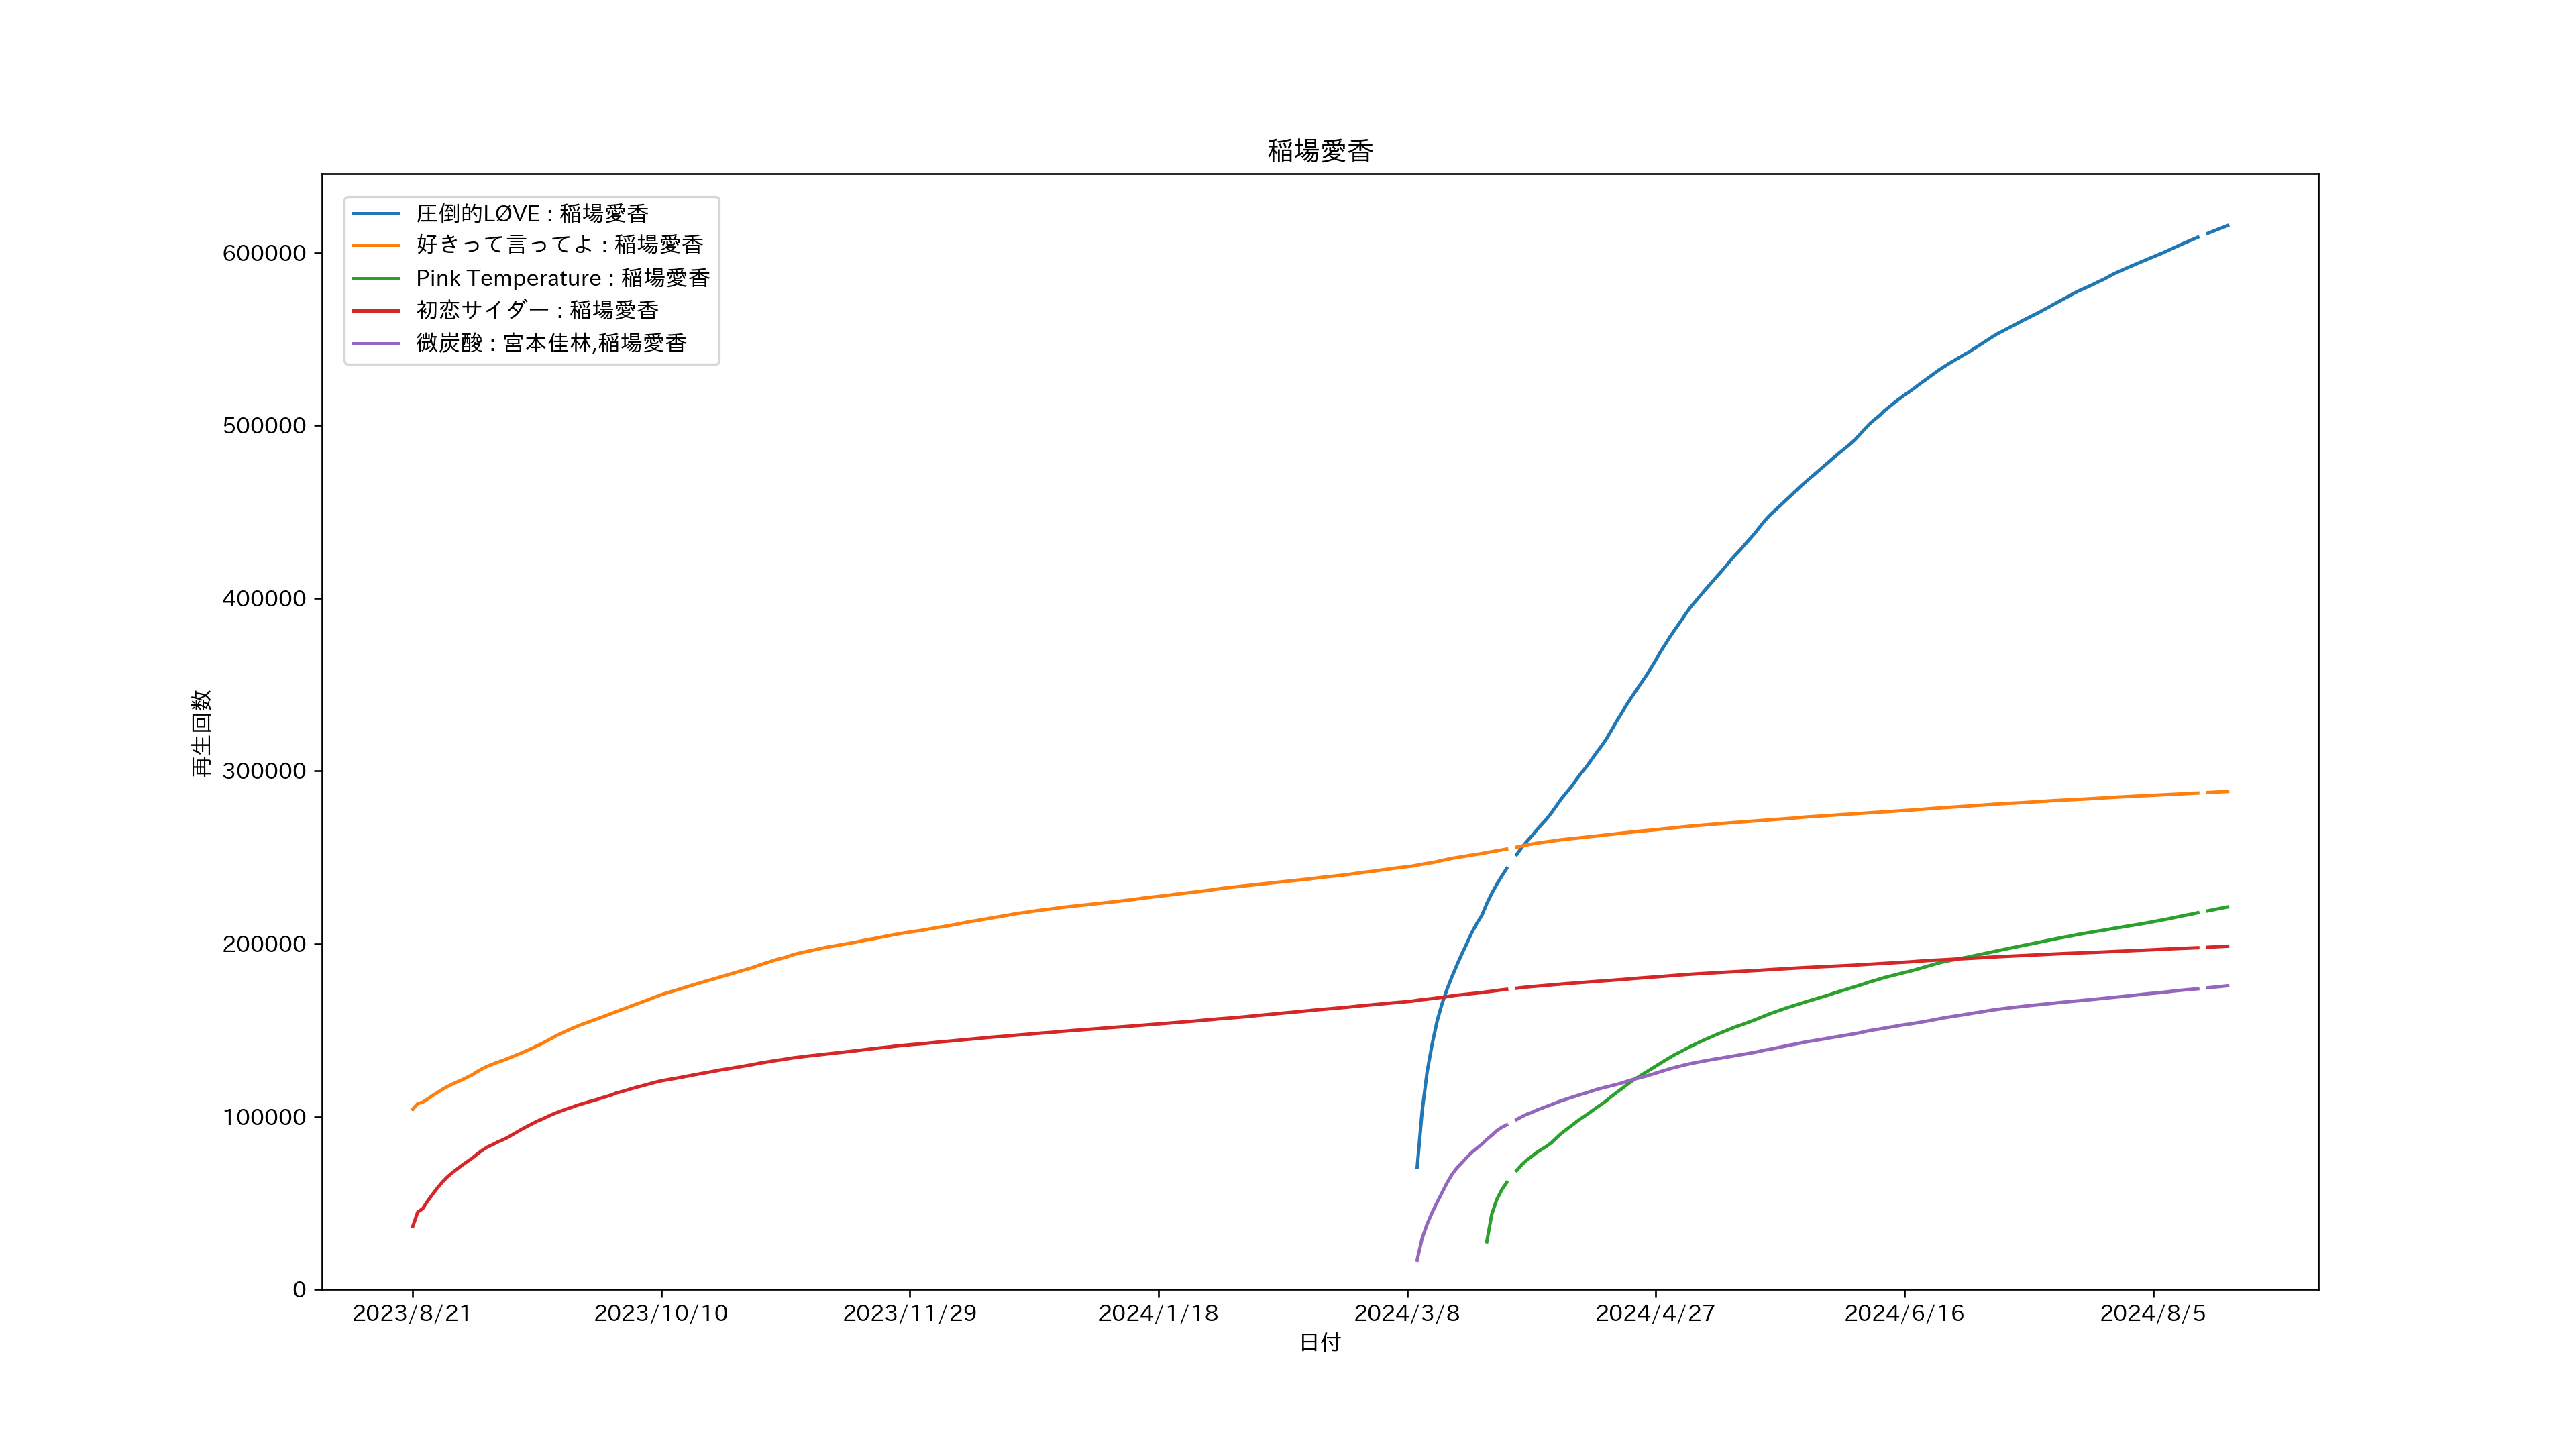 稲場愛香
圧倒的LØVE : 稲場愛香
好きって言ってよ : 稲場愛香
Pink Temperature : 稲場愛香
初恋サイダー : 稲場愛香
微炭酸 : 宮本佳林,稲場愛香
600000
500000
400000
300000
200000
100000
0
再生回数
2023/8/21 2023/10/10 2023/11/29 2024/1/18 2024/3/8 2024/4/27 2024/6/16 2024/8/5
日付